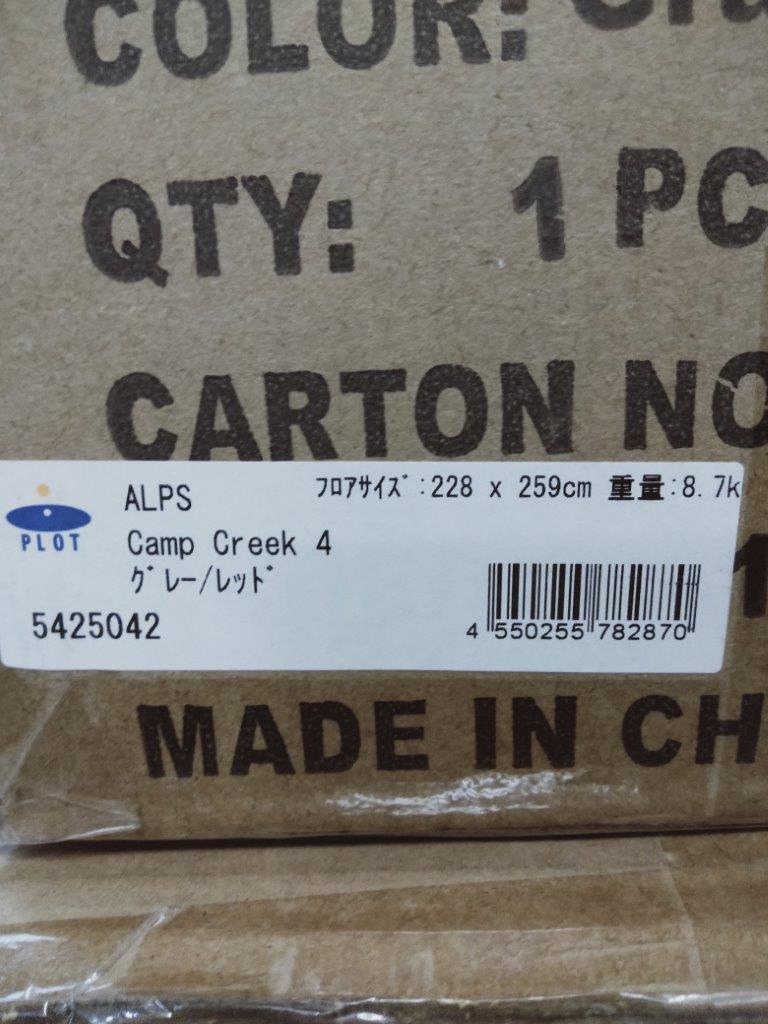 COLOR:
QTY: 1 PC
CARTON NO
ALPS フロアサイズ:228 x 259cm 重量:8.7k
PLOT
Camp Creek 4
グレー/レッド
5425042
4 550255 782870
1
MADE IN CH